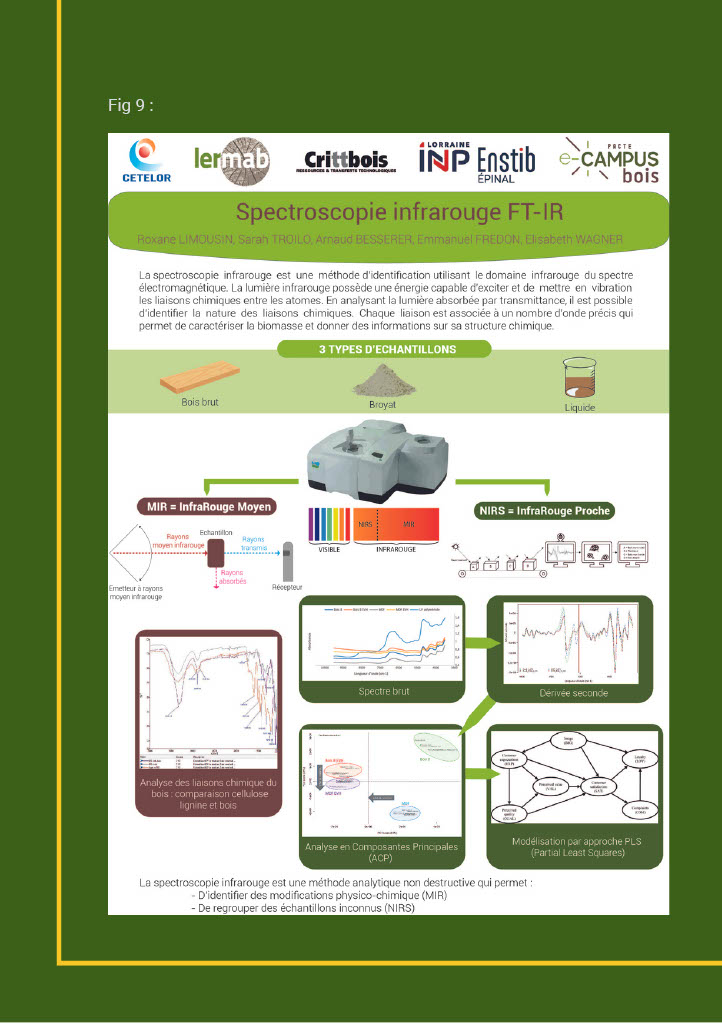 Fig 9 :
CETELOR
lermab
Crittbois
RESSOURCES & TRANSFERTS TECHNOLOGIQUES
LORRAINE
INP
Enstib
ÉPINAL
PACTE
e-CAMPUS
bois
Spectroscopie infrarouge FT-IR
Roxane LIMOUSIN, Sarah TROILO, Arnaud BESSERER, Emmanuel FREDON, Elisabeth WAGNER
La spectroscopie infrarouge est une méthode d'identification utilisant le domaine infrarouge du spectre
électromagnétique. La lumière infrarouge possède une énergie capable d'exciter et de mettre en vibration
les liaisons chimiques entre les atomes. En analysant la lumière absorbée par transmittance, il est possible
d'identifier la nature des liaisons chimiques. Chaque liaison est associée à un nombre d'onde précis qui
permet de caractériser la biomasse et donner des informations sur sa structure chimique.
3 TYPES D'ECHANTILLONS
Bois brut
Broyat
Liquide
MIR = InfraRouge Moyen
NIRS = InfraRouge Proche
Rayons
moyen infrarouge
Echantillon
Rayons
transmis
Rayons
absorbés
Emetteur à rayons
moyen infrarouge
Récepteur
NIRS
MIR
VISIBLE
INFRAROUGE
Spectre brut
Dérivée seconde
Analyse des liaisons chimique du
bois : comparaison cellulose
lignine et bois
Analyse en Composantes Principales
(ACP)
Modélisation par approche PLS
(Partial Least Squares)
La spectroscopie infrarouge est une méthode analytique non destructive qui permet :
- D'identifier des modifications physico-chimique (MIR)
- De regrouper des échantillons inconnus (NIRS)